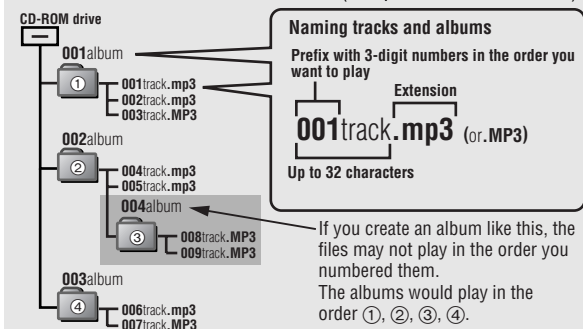 CD-ROM drive
001album
①
001track.mp3
002track.mp3
003track.MP3
002album
②
004track.mp3
005track.mp3
004album
③
008track.MP3
009track.MP3
003album
④
006track.mp3
007track.MP3
Naming tracks and albums
Prefix with 3-digit numbers in the order you
want to play
Extension
001track.mp3 (or.MP3)
Up to 32 characters
If you create an album like this, the
files may not play in the order you
numbered them.
The albums would play in the
order ①, ②, ③, ④.